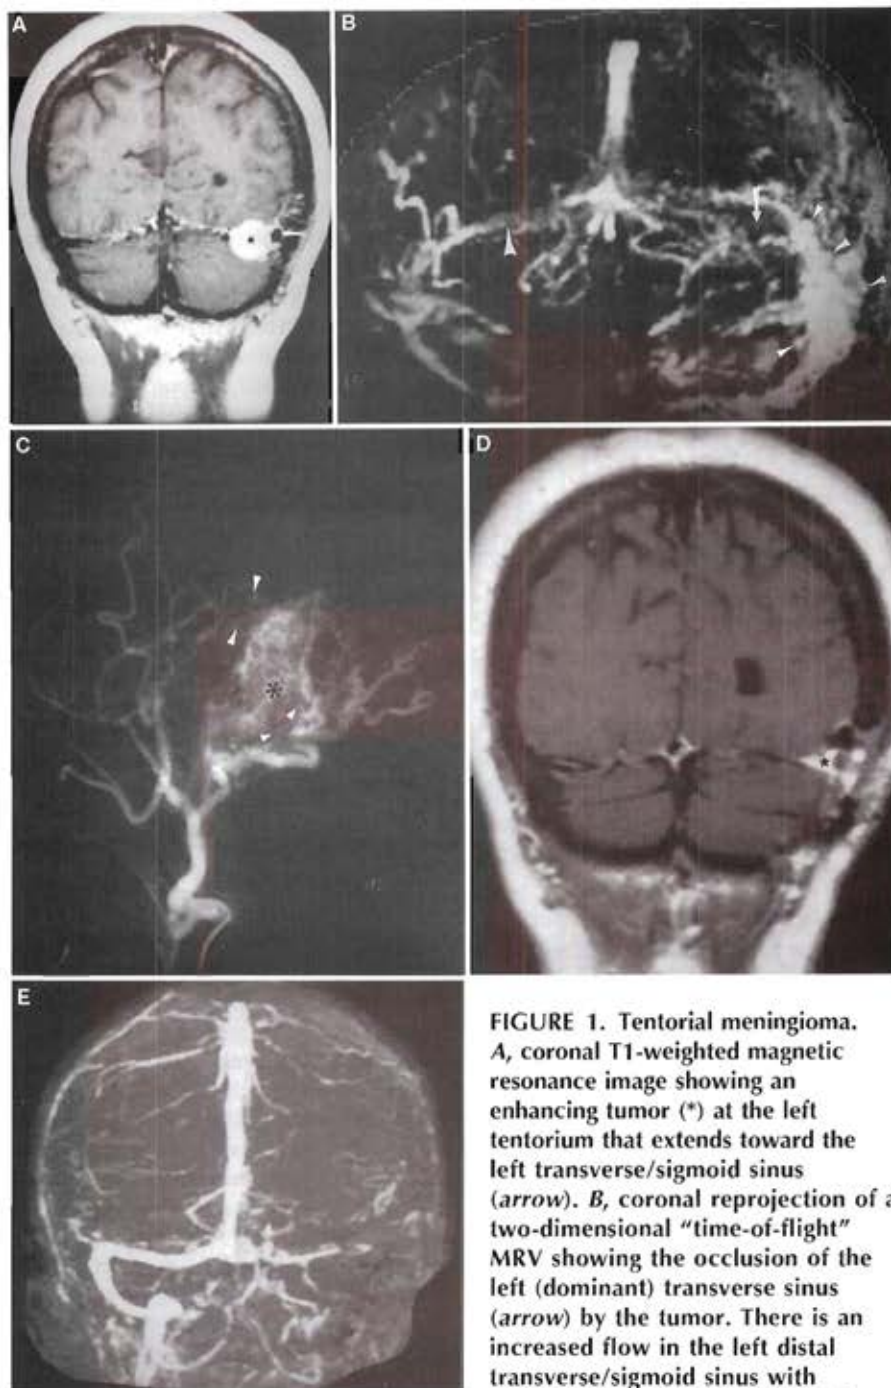 A
B
C
*
D
*
E
FIGURE 1. Tentorial meningioma.
A, coronal T1-weighted magnetic
resonance image showing an
enhancing tumor (*) at the left
tentorium that extends toward the
left transverse/sigmoid sinus
(arrow). B, coronal reprojection of a
two-dimensional “time-of-flight”
MRV showing the occlusion of the
left (dominant) transverse sinus
(arrow) by the tumor. There is an
increased flow in the left distal
transverse/sigmoid sinus with